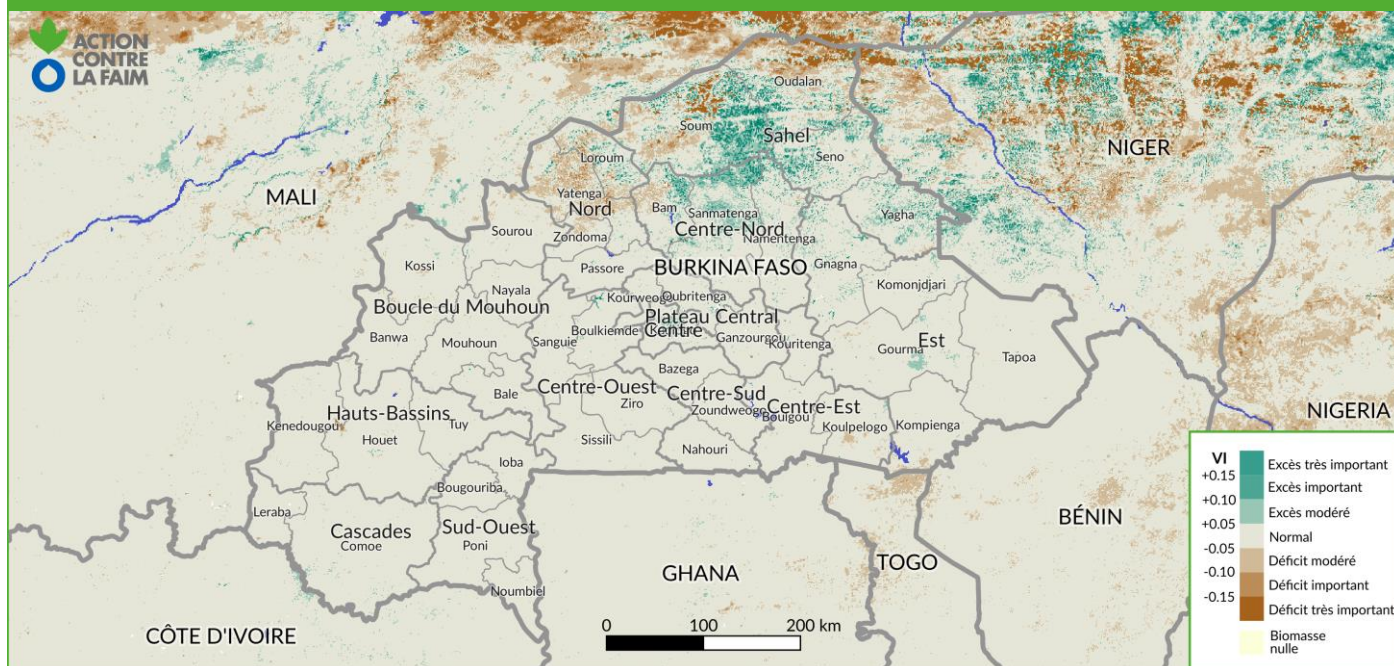 ACTION
CONTRE
LA FAIM
Oudalan
Soum
Sahel
NIGER
Loroum
Seno
MALI
Yatenga
Nord
Bam
Sanmatenga
Yagha
Centre-Nord
Sourou
Zondoma
Namentenga
Kossi
Passore
BURKINA FASO
Gnagna
Komonjdjari
Nayala
Kourweogo
Oubritenga
Boucle du Mouhoun
Plateau Central
Banwa
Mouhoun
Sanguie
Boulkiemde
Centre
Ganzourgou
Kouritenga
Gourma
Est
Tapoa
Bazega
Bale
Centre-Ouest
Centre-Sud
Ziro
Zoundweogo
Centre-Est
Boulgou
NIGERIA
Hauts-Bassins
Kenedougou
Tuy
Houet
Sissili
Nahouri
Koulpelogo
Kompienga
Ioba
Bougouriba
Leraba
Cascades
Comoe
Sud-Ouest
Poni
Noumbiel
BÉNIN
GHANA
TOGO
CÔTE D'IVOIRE
0 100 200 km
VI
Excès très important
+0.15
Excès important
+0.10
Excès modéré
+0.05
Normal
-0.05
Déficit modéré
-0.10
Déficit important
-0.15
Déficit très important
Biomasse
nulle